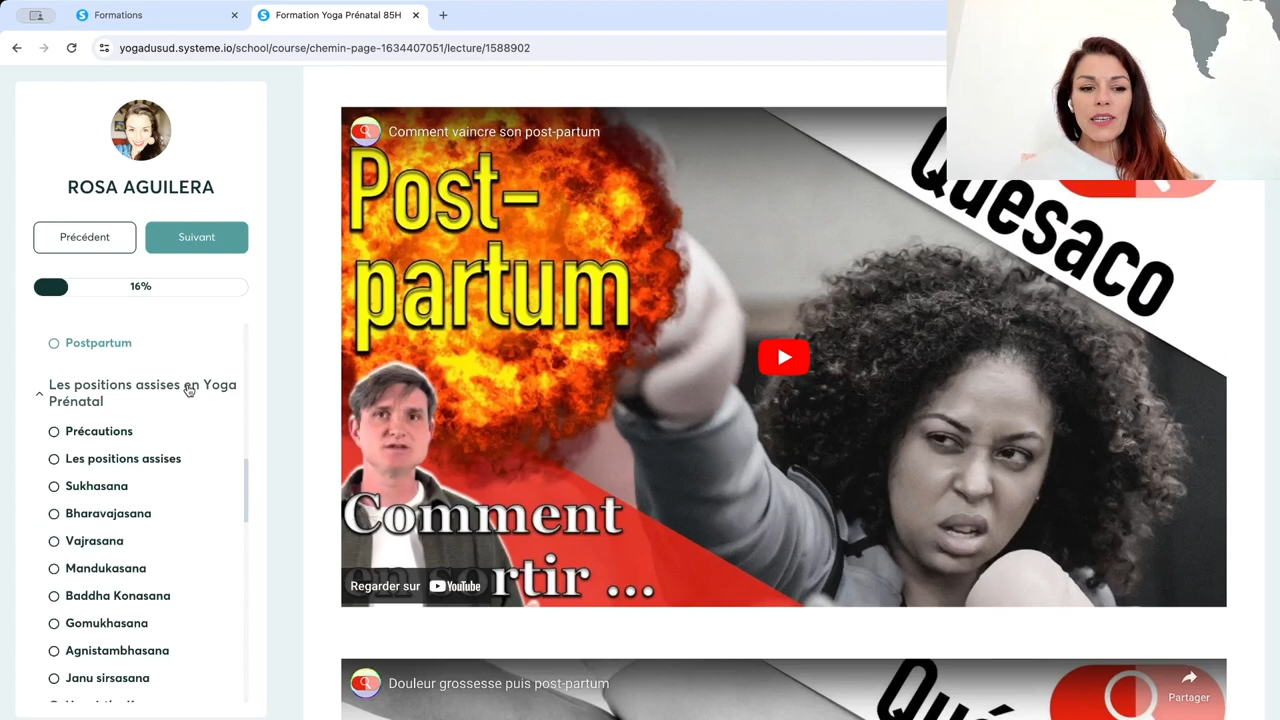 Formations
Formation Yoga Prénatal 85H
yogadusud.systeme.io/school/course/chemin-page-1634407051/lecture/1588902
ROSA AGUILERA
Précédent
Suivant
16%
Postpartum
Les positions assises en Yoga
Prénatal
Précautions
Les positions assises
Sukhasana
Bharavajasana
Vajrasana
Mandukasana
Baddha Konasana
Gomukhasana
Agnistambhasana
Janu sirsasana
Comment vaincre son post-partum
Post-
partum
Quésaco
Comment
en sortir ...
Regarder sur YouTube
Douleur grossesse puis post-partum
Partager